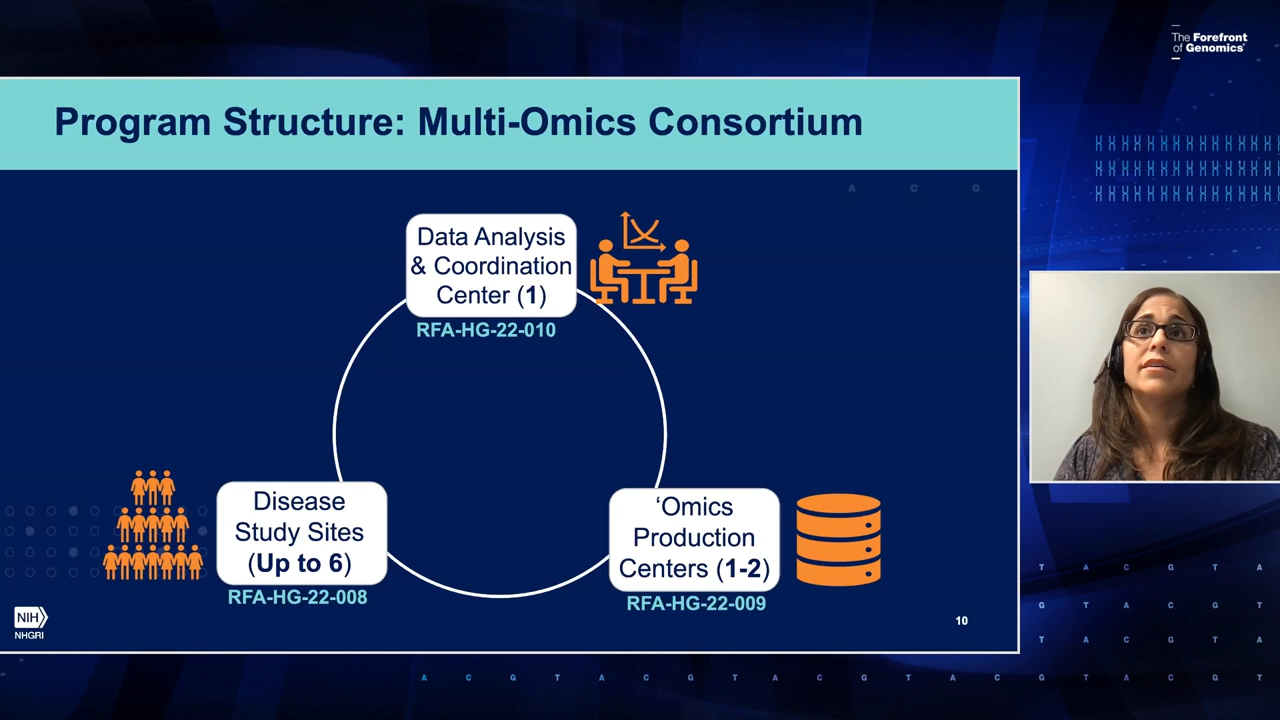 The Forefront
of Genomics®
Program Structure: Multi-Omics Consortium
A C G
Data Analysis
& Coordination
Center (1)
RFA-HG-22-010
Disease
Study Sites
(Up to 6)
RFA-HG-22-008
‘Omics
Production
Centers (1-2)
RFA-HG-22-009
NIH
NHGRI
10
T A C G T A
G T A C G T
T A C G T A
A C G T A C G T A C G T A C G T A C G T